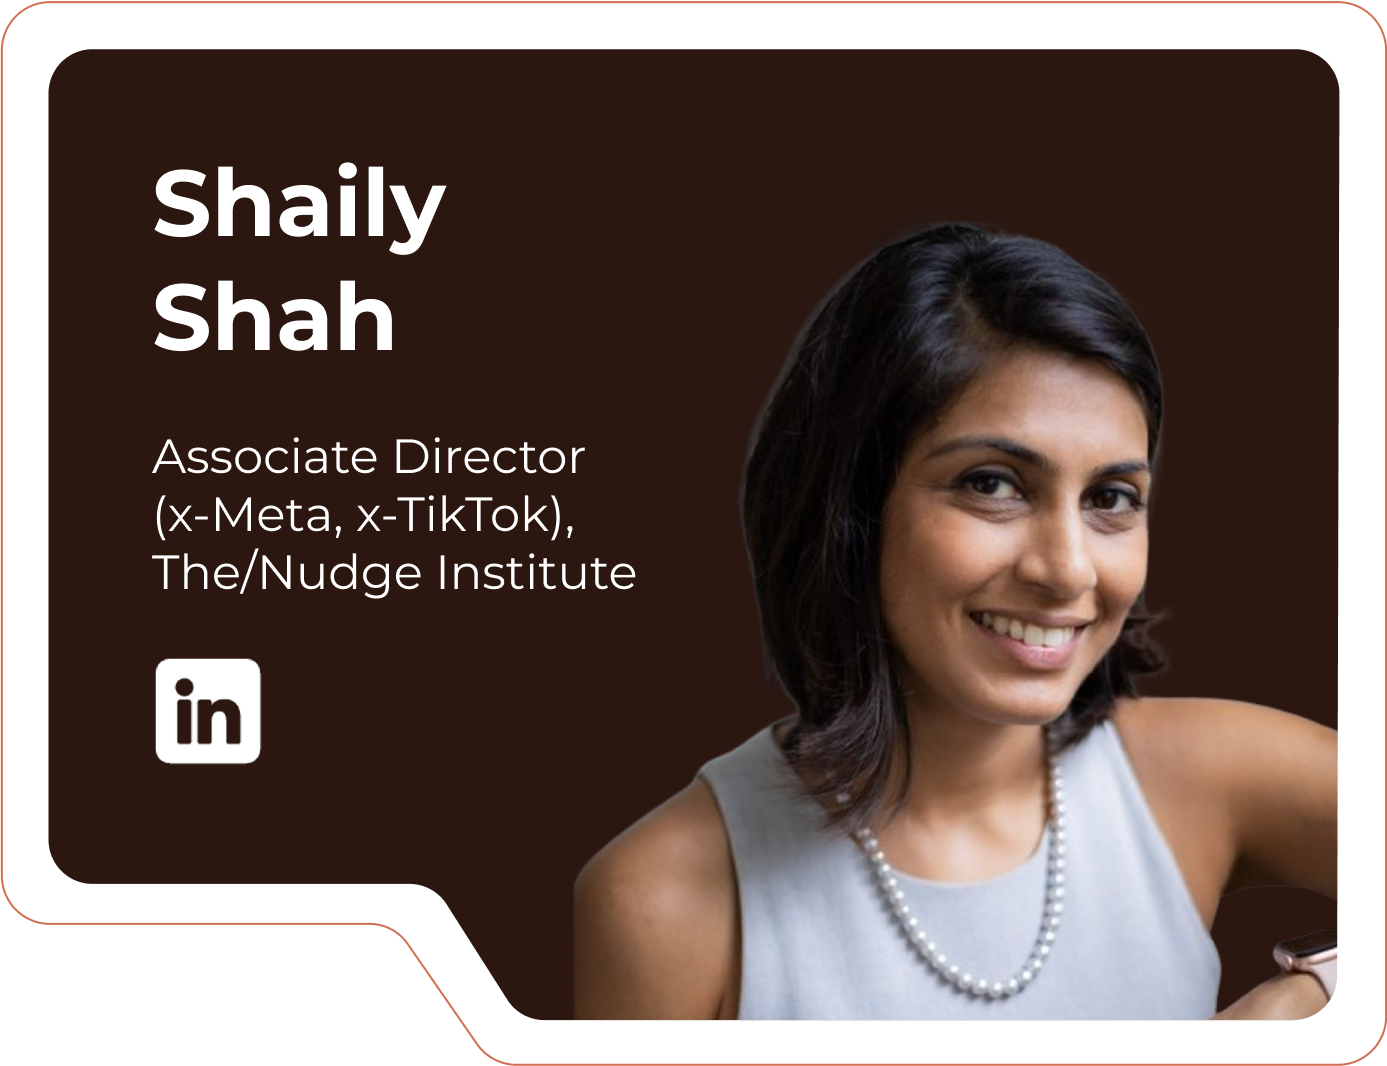 Shaily
Shah
Associate Director
(x-Meta, x-TikTok),
The/Nudge Institute
in